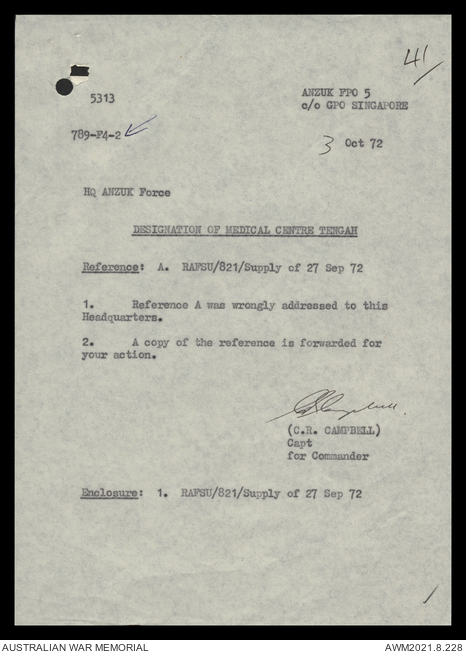 41/
5313
ANZUK FPO 5
c/o GPO SINGAPORE
789-F4-2
3 Oct 72
HQ ANZUK Force
DESIGNATION OF MEDICAL CENTRE TENGAH
Reference: A. RAFSU/821/Supply of 27 Sep 72
1. Reference A was wrongly addressed to this
Headquarters.
2. A copy of the reference is forwarded for
your action.
CRCampbell.
(C.R. CAMPBELL)
Capt
for Commander
Enclosure: 1. RAFSU/821/Supply of 27 Sep 72
/
AUSTRALIAN WAR MEMORIAL
AWM2021.8.228